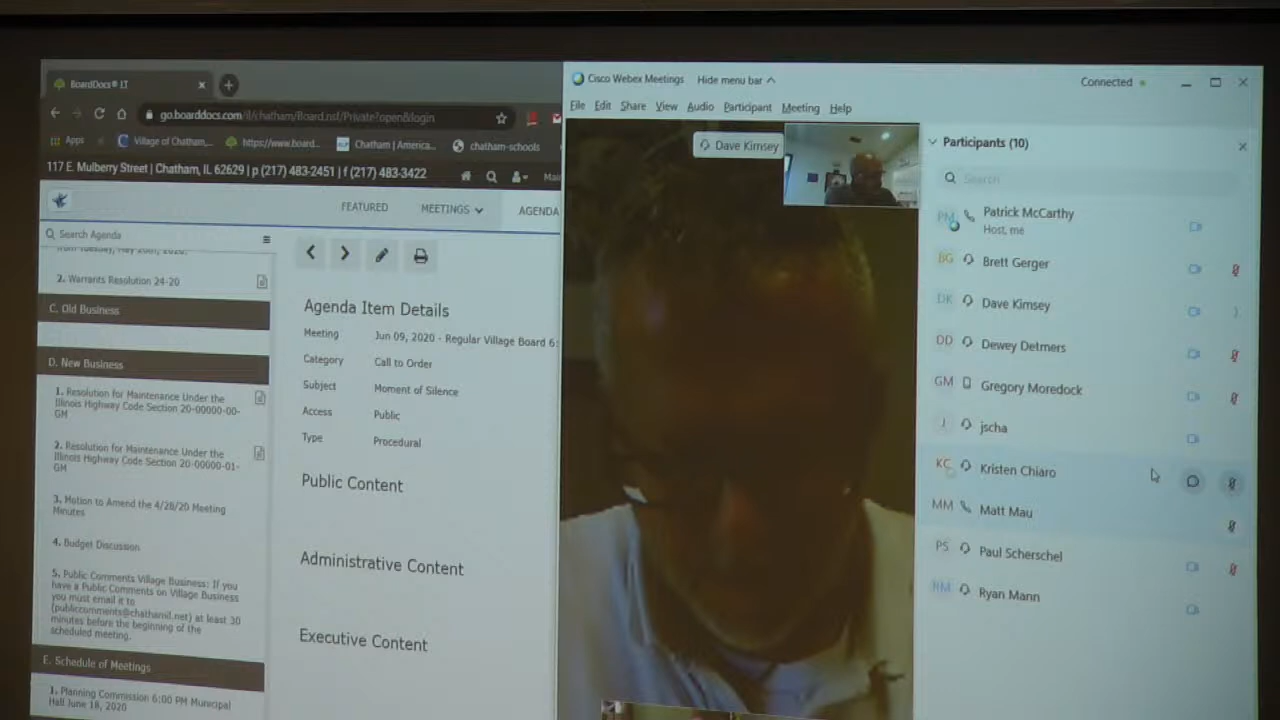 BoardDocs® LT
go.boarddocs.com/il/chatham/Board.nsf/Private?open&login
Apps
Village of Chatham,...
https://www.board...
Chatham | America...
chatham-schools
117 E. Mulberry Street | Chatham, IL 62629 | p (217) 483-2451 | f (217) 483-3422
FEATURED
MEETINGS
AGENDA
Search Agenda
2. Warrants Resolution 24-20
C. Old Business
D. New Business
1. Resolution for Maintenance Under the
Illinois Highway Code Section 20-00000-00-
GM
2. Resolution for Maintenance Under the
Illinois Highway Code Section 20-00000-01-
GM
3. Motion to Amend the 4/28/20 Meeting
Minutes
4. Budget Discussion
5. Public Comments Village Business: If you
have a Public Comments on Village Business
you must email it to
(publiccomments@chathamil.net) at least 30
minutes before the beginning of the
scheduled meeting.
E. Schedule of Meetings
1. Planning Commission 6:00 PM Municipal
Hall June 18, 2020
Agenda Item Details
Meeting
Jun 09, 2020 - Regular Village Board 6:
Category
Call to Order
Subject
Moment of Silence
Access
Public
Type
Procedural
Public Content
Administrative Content
Executive Content
Cisco Webex Meetings
Hide menu bar
Connected
File Edit Share View Audio Participant Meeting Help
Dave Kimsey
Participants (10)
Search
PM
Patrick McCarthy
Host, me
BG
Brett Gerger
DK
Dave Kimsey
DD
Dewey Detmers
GM
Gregory Moredock
J
jscha
KC
Kristen Chiaro
MM
Matt Mau
PS
Paul Scherschel
RM
Ryan Mann